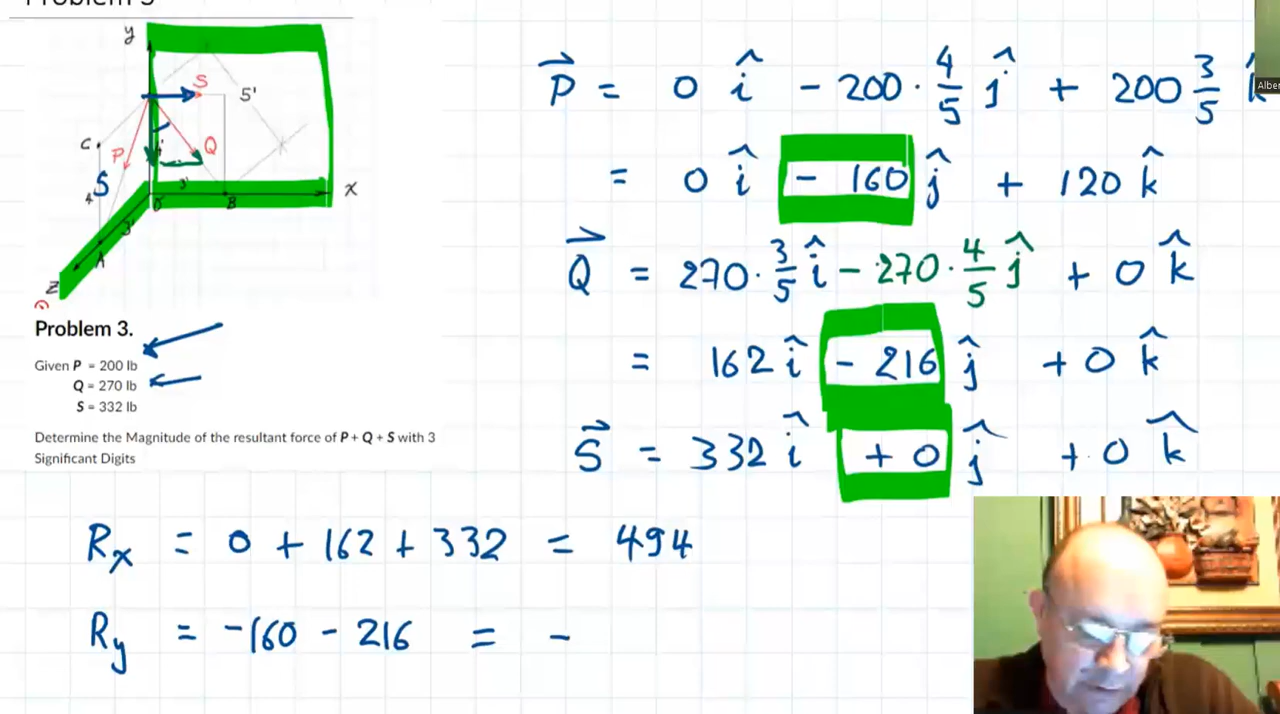 Problem 3
y
S
5'
C
P
Q
S
4'
3'
X
O
B
3'
A
Z
Problem 3.
Given P = 200 lb
Q = 270 lb
S = 332 lb
Determine the Magnitude of the resultant force of P + Q + S with 3
Significant Digits
P⃗ = 0 î - 200 · 4/5 ĵ + 200 3/5 k̂
= 0 î - 160 ĵ + 120 k̂
Q⃗ = 270 · 3/5 î - 270 · 4/5 ĵ + 0 k̂
= 162 î - 216 ĵ + 0 k̂
S⃗ = 332 î + 0 ĵ + 0 k̂
Rx = 0 + 162 + 332 = 494
Ry = -160 - 216 = -
Alber